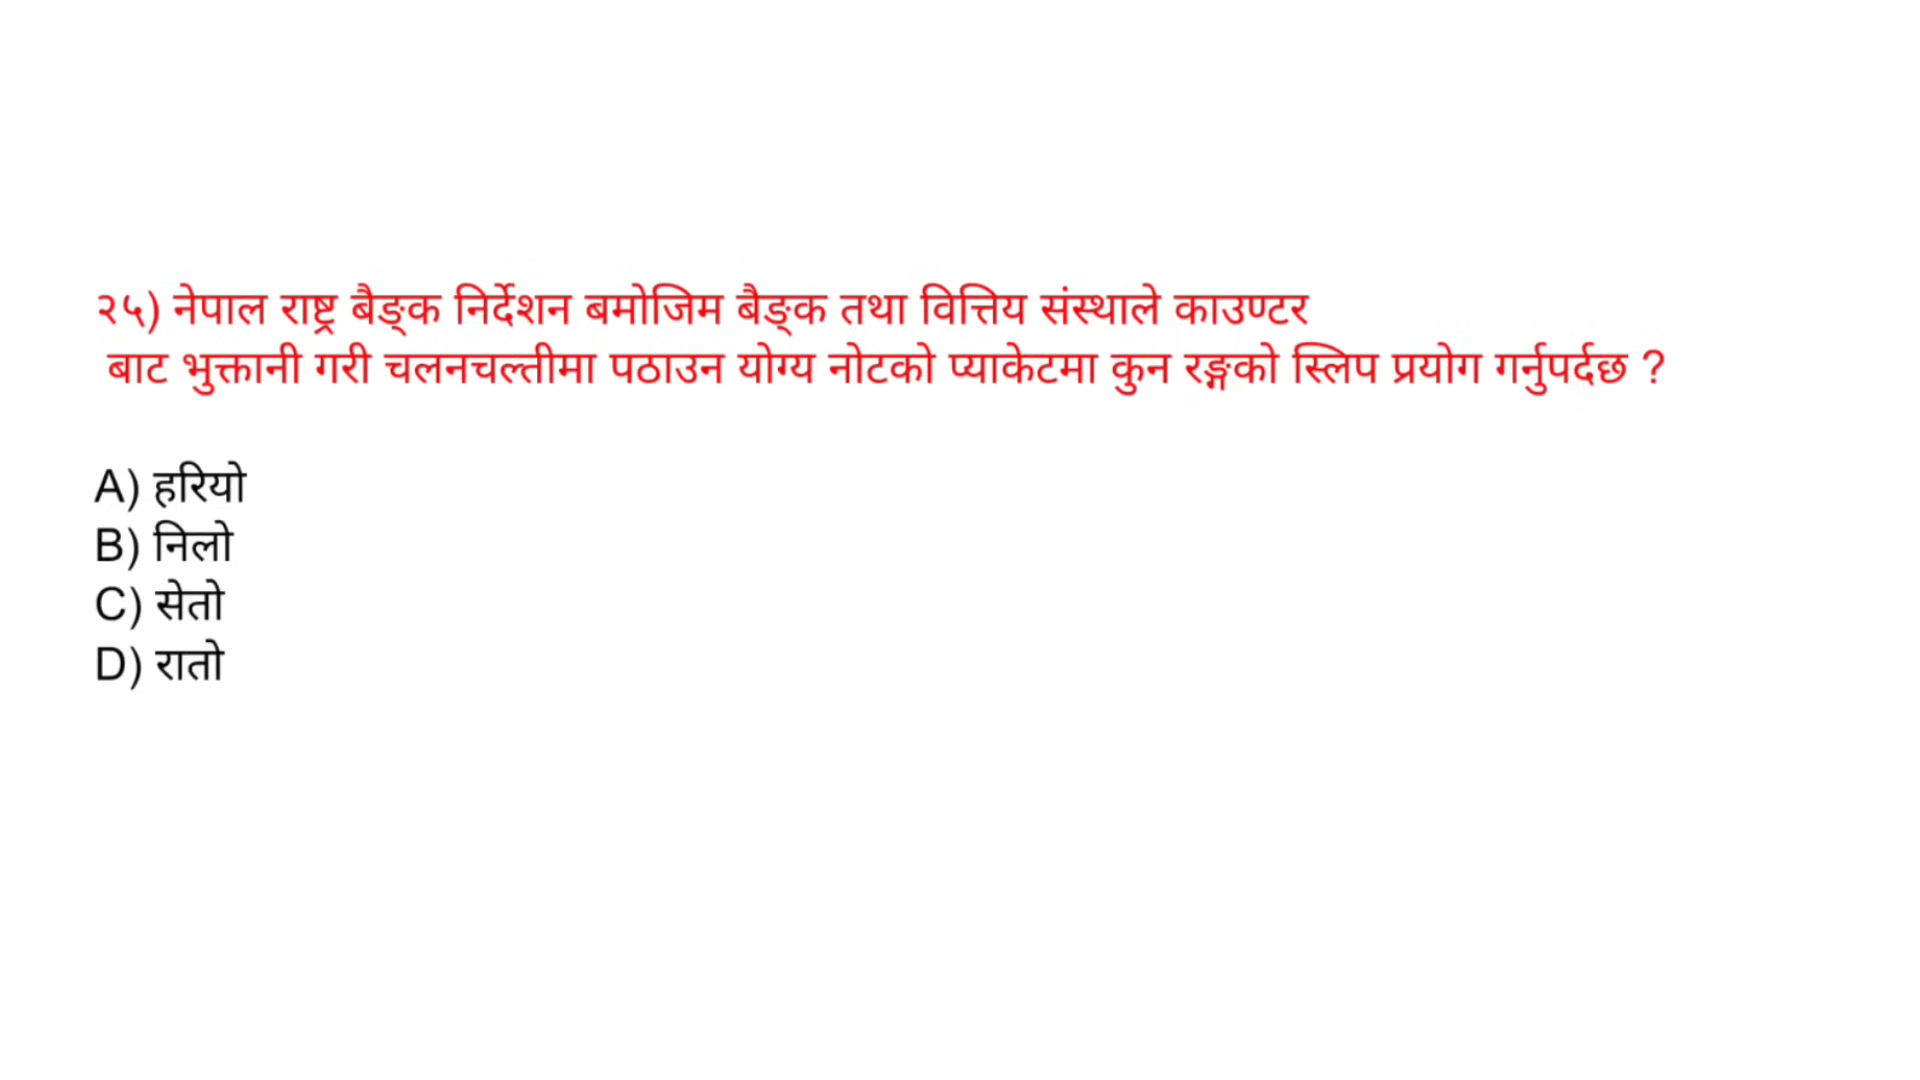 २५) नेपाल राष्ट्र बैङ्क निर्देशन बमोजिम बैङ्क तथा वित्तिय संस्थाले काउण्टर
बाट भुक्तानी गरी चलनचल्तीमा पठाउन योग्य नोटको प्याकेटमा कुन रङ्गको स्लिप प्रयोग गर्नुपर्दछ ?
A) हरियो
B) निलो
C) सेतो
D) रातो